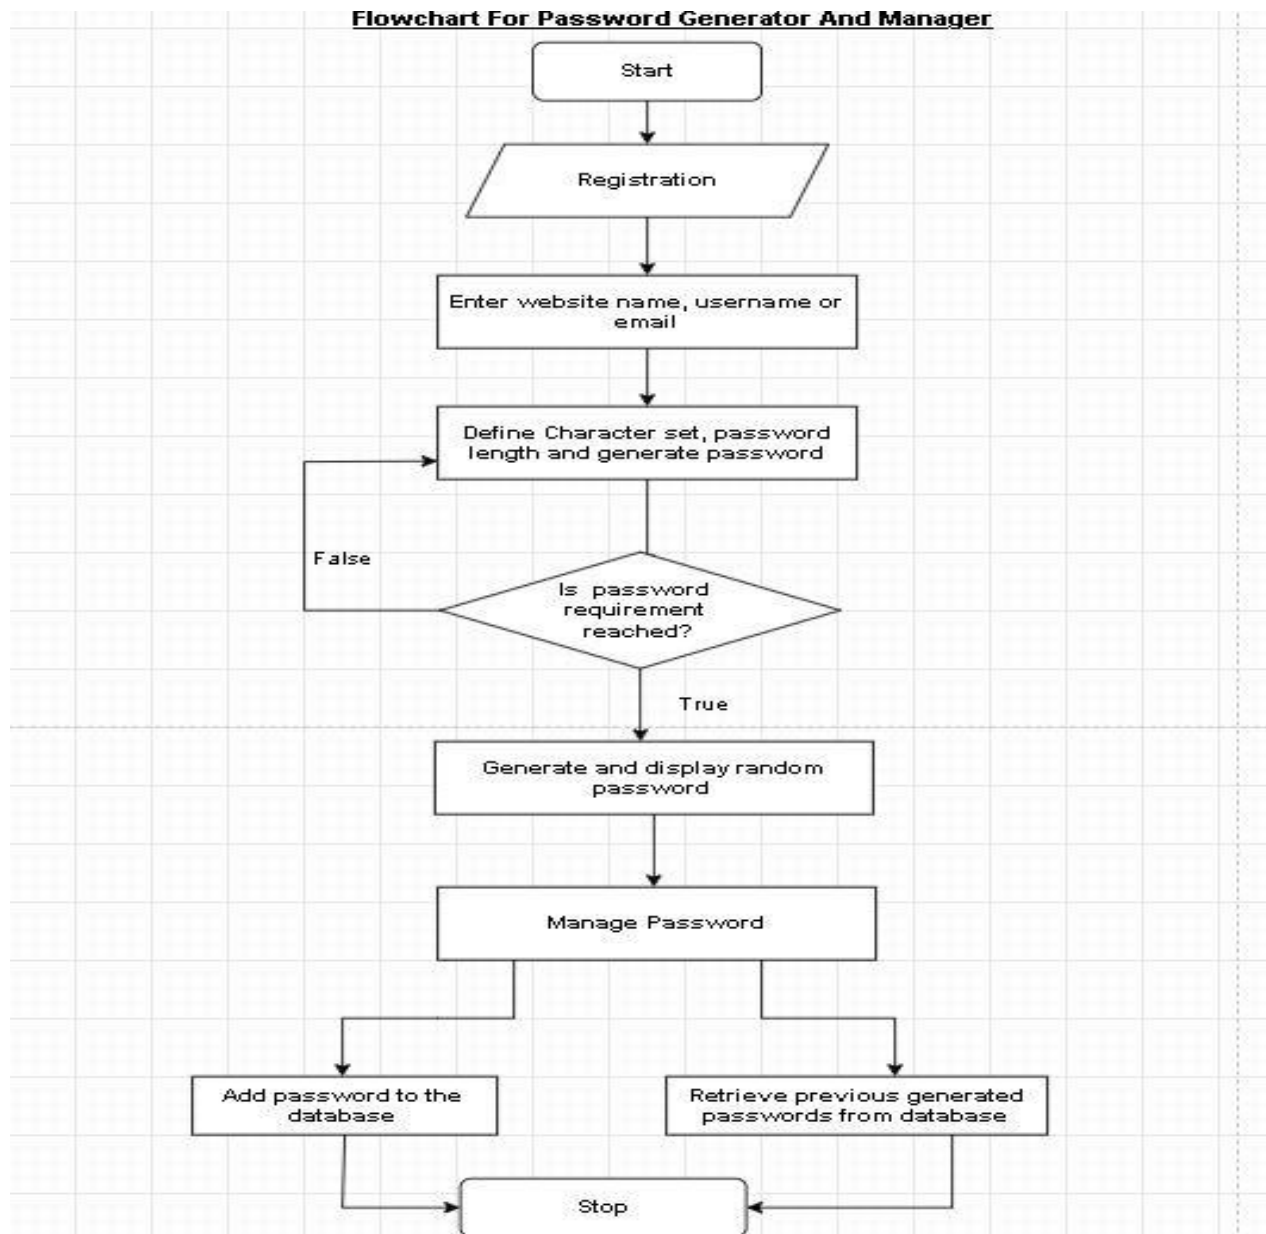 Flowchart For Password Generator And Manager
Start
Registration
Enter website name, username or
email
Define Character set, password
length and generate password
False
Is password
requirement
reached?
True
Generate and display random
password
Manage Password
Add password to the
database
Retrieve previous generated
passwords from database
Stop